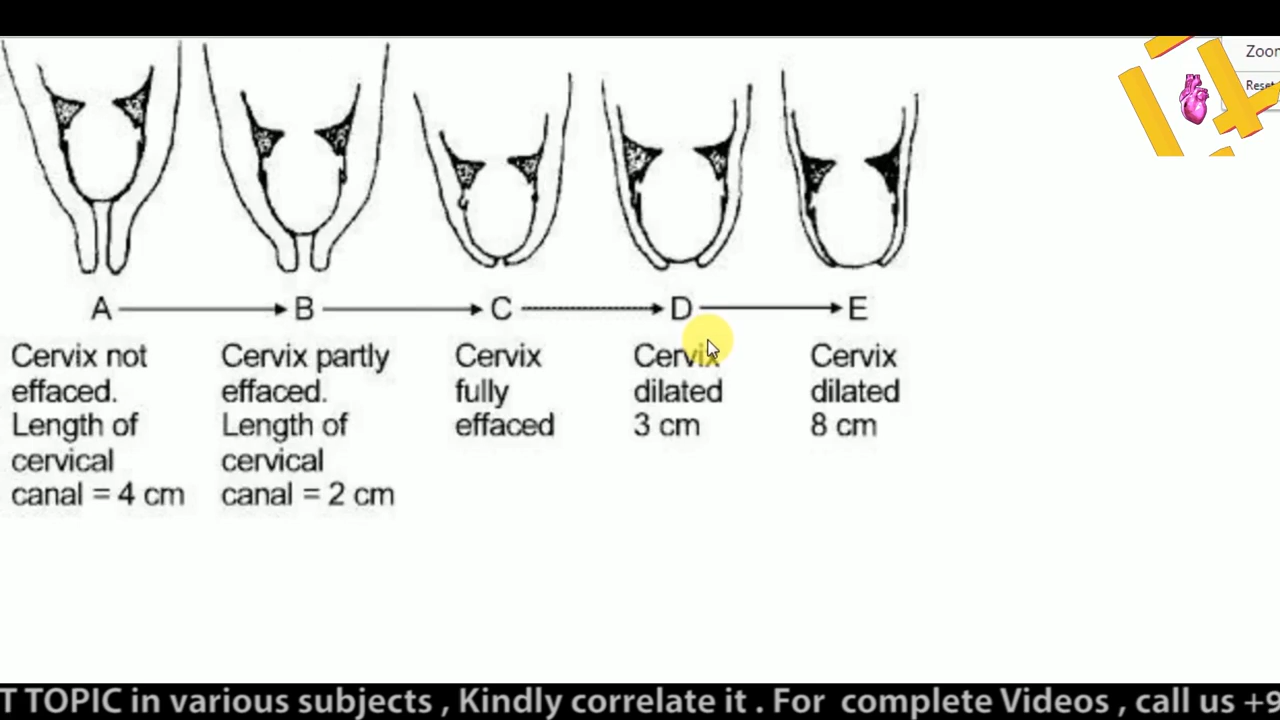 Zoom
Reset
A B C D E
Cervix not
effaced.
Length of
cervical
canal = 4 cm
Cervix partly
effaced.
Length of
cervical
canal = 2 cm
Cervix
fully
effaced
Cervix
dilated
3 cm
Cervix
dilated
8 cm
T TOPIC in various subjects , Kindly correlate it . For complete Videos , call us +9